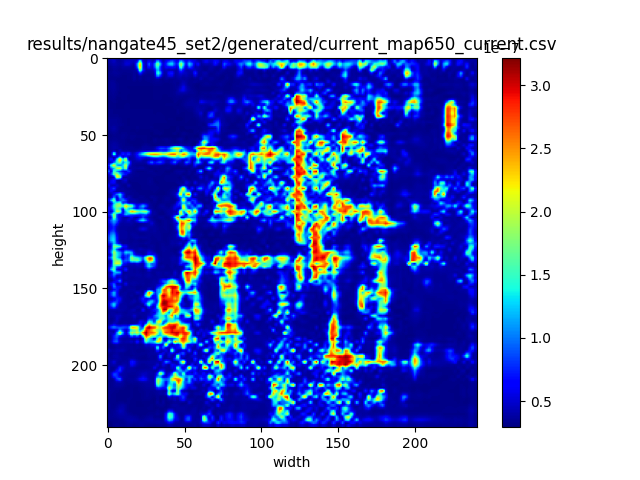 results/nangate45_set2/generated/current_map650_current.csv
1e−7
0
50
100
150
200
height
0 50 100 150 200
width
3.0
2.5
2.0
1.5
1.0
0.5